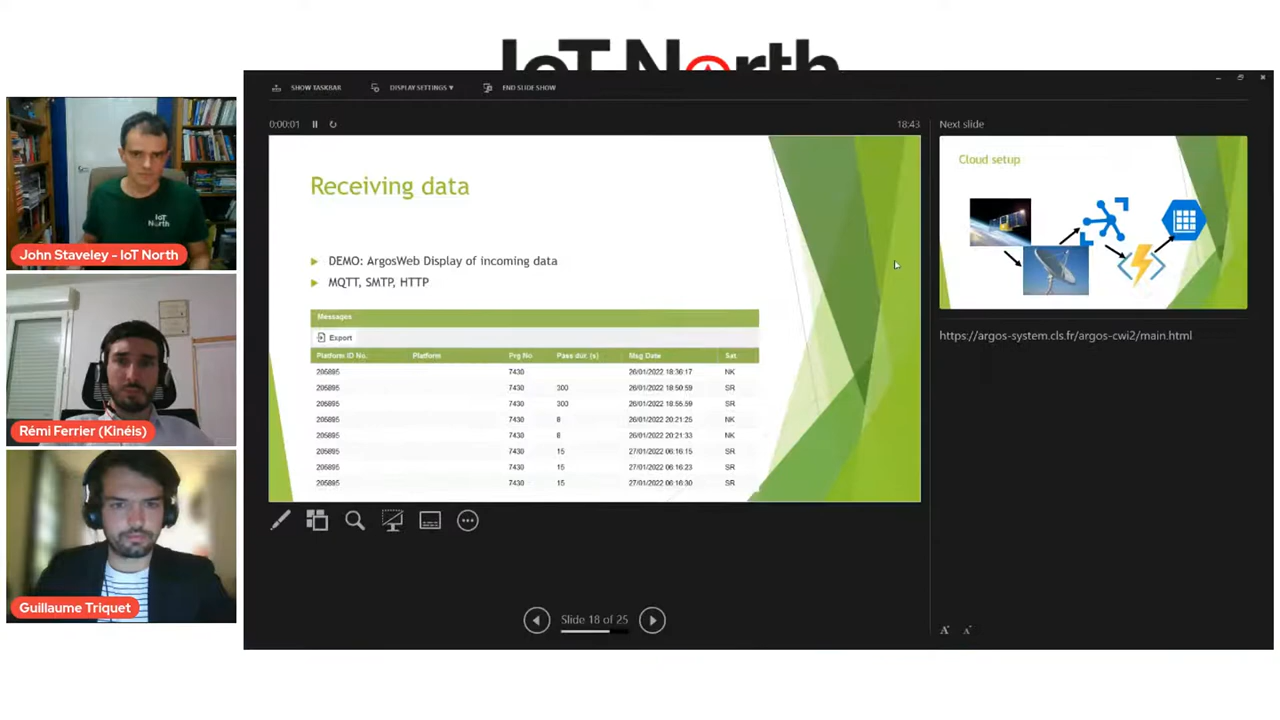 IoT North
SHOW TASKBAR
DISPLAY SETTINGS
END SLIDE SHOW
0:00:01
18:43
Next slide
Receiving data
DEMO: ArgosWeb Display of incoming data
MQTT, SMTP, HTTP
Messages
Export
Platform ID No. Platform Prg No Pass dur. (s) Msg Date Sat.
205895 7430 26/01/2022 18:36:17 NK
205895 7430 300 26/01/2022 18:50:59 SR
205895 7430 300 26/01/2022 18:55:59 SR
205895 7430 8 26/01/2022 20:21:25 NK
205895 7430 8 26/01/2022 20:21:33 NK
205895 7430 15 27/01/2022 06:16:15 SR
205895 7430 15 27/01/2022 06:16:23 SR
205895 7430 15 27/01/2022 06:16:30 SR
Cloud setup
https://argos-system.cls.fr/argos-cwi2/main.html
Slide 18 of 25
A A
IoT
North
John Staveley - IoT North
Rémi Ferrier (Kinéis)
Guillaume Triquet